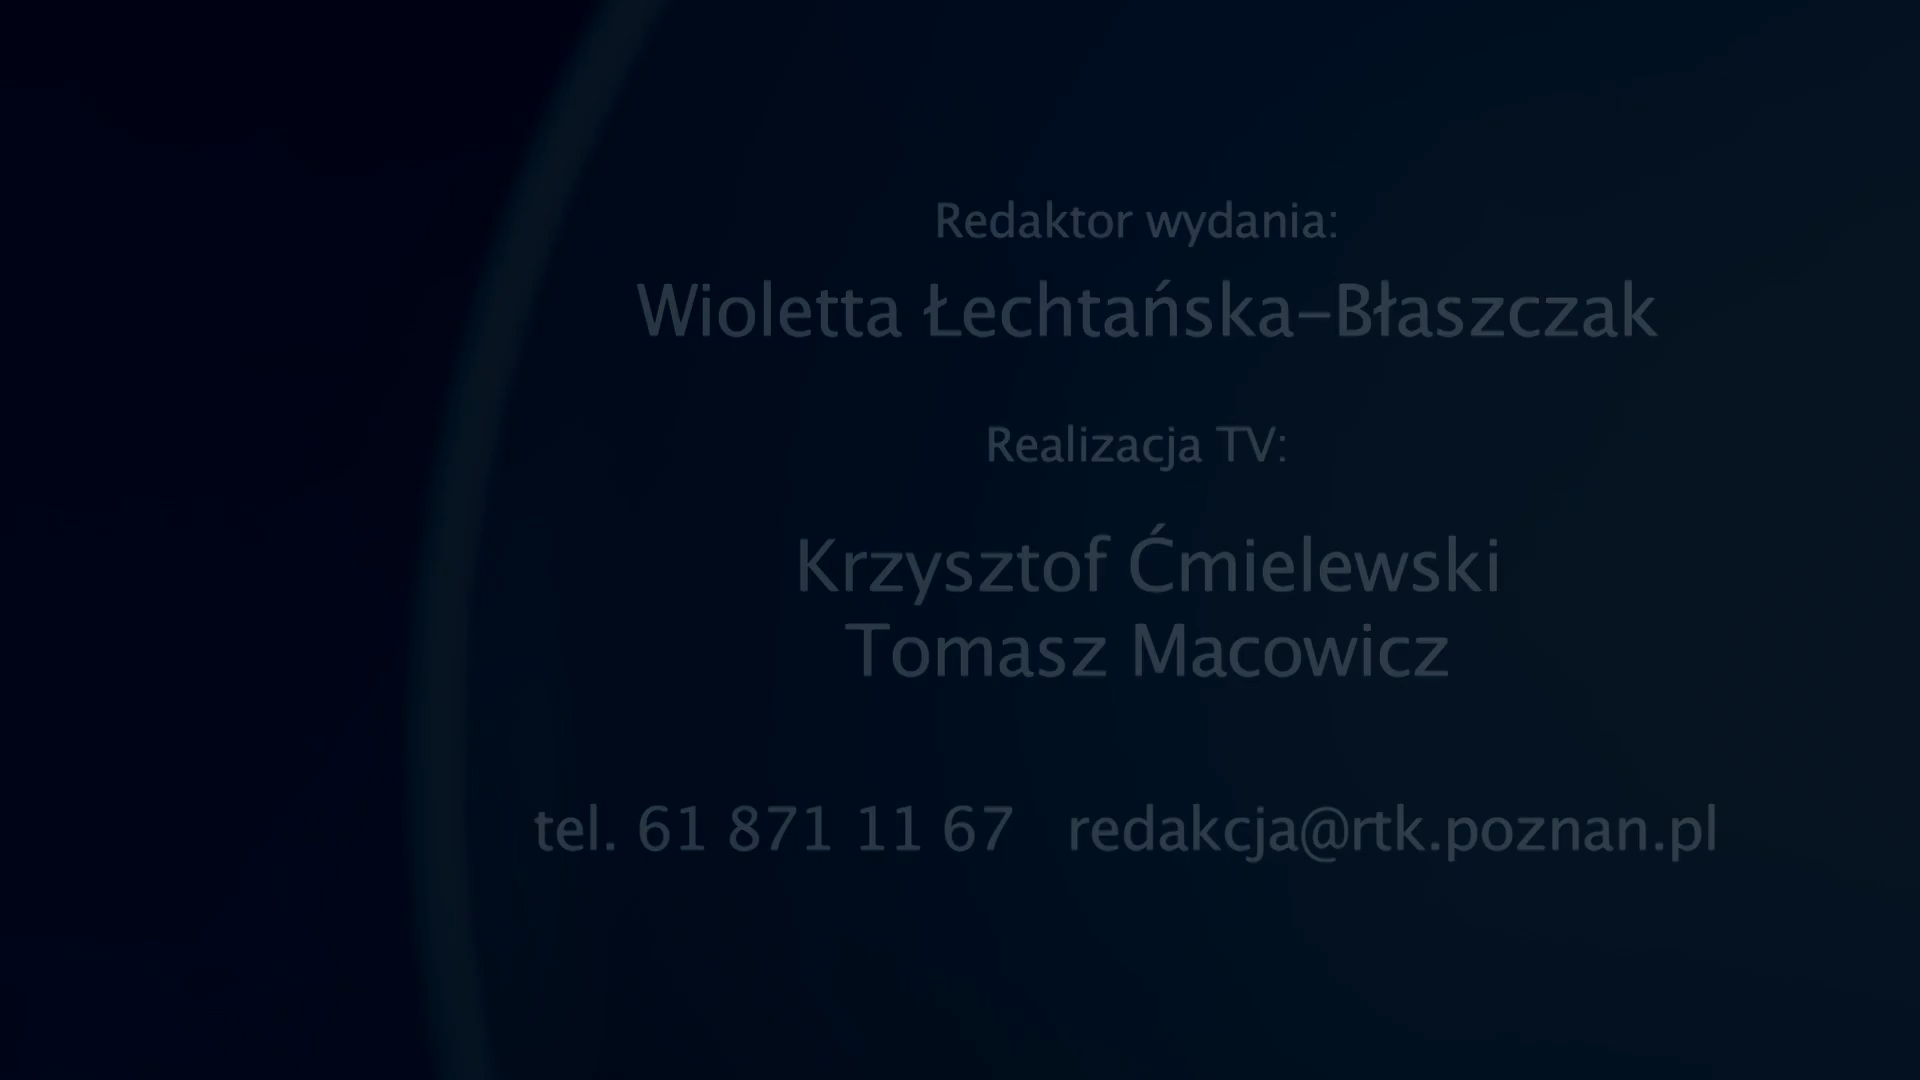 Redaktor wydania:
Wioletta Łechtańska-Błaszczak
Realizacja TV:
Krzysztof Ćmielewski
Tomasz Macowicz
tel. 61 871 11 67 redakcja@rtk.poznan.pl